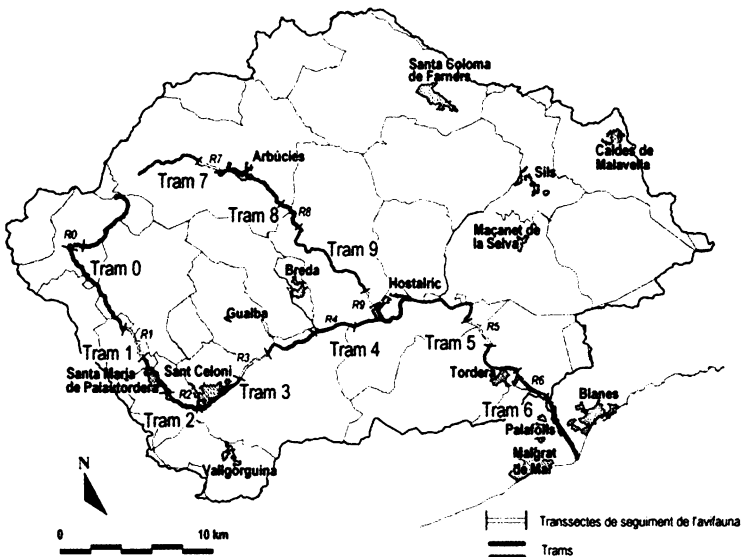 Santa Coloma
de Farners
Caldes de
Malavella
R7
Arbúcies
Tram 7
Sils
Tram 8
R8
Maçanet de
la Selva
R0
Tram 9
Tram 0
Breda
Hostalric
Gualba
R9
R4
R1
Tram 4
Tram 5
R5
Tram 1
R3
Santa Maria
de Palautordera
Sant Celoni
Tram 3
Tordera
R6
R2
Tram 2
Tram 6
Blanes
Palafolls
Vallgorguina
Malgrat
de Mar
N
0 10 km
Transsectes de seguiment de l'avifauna
Trams